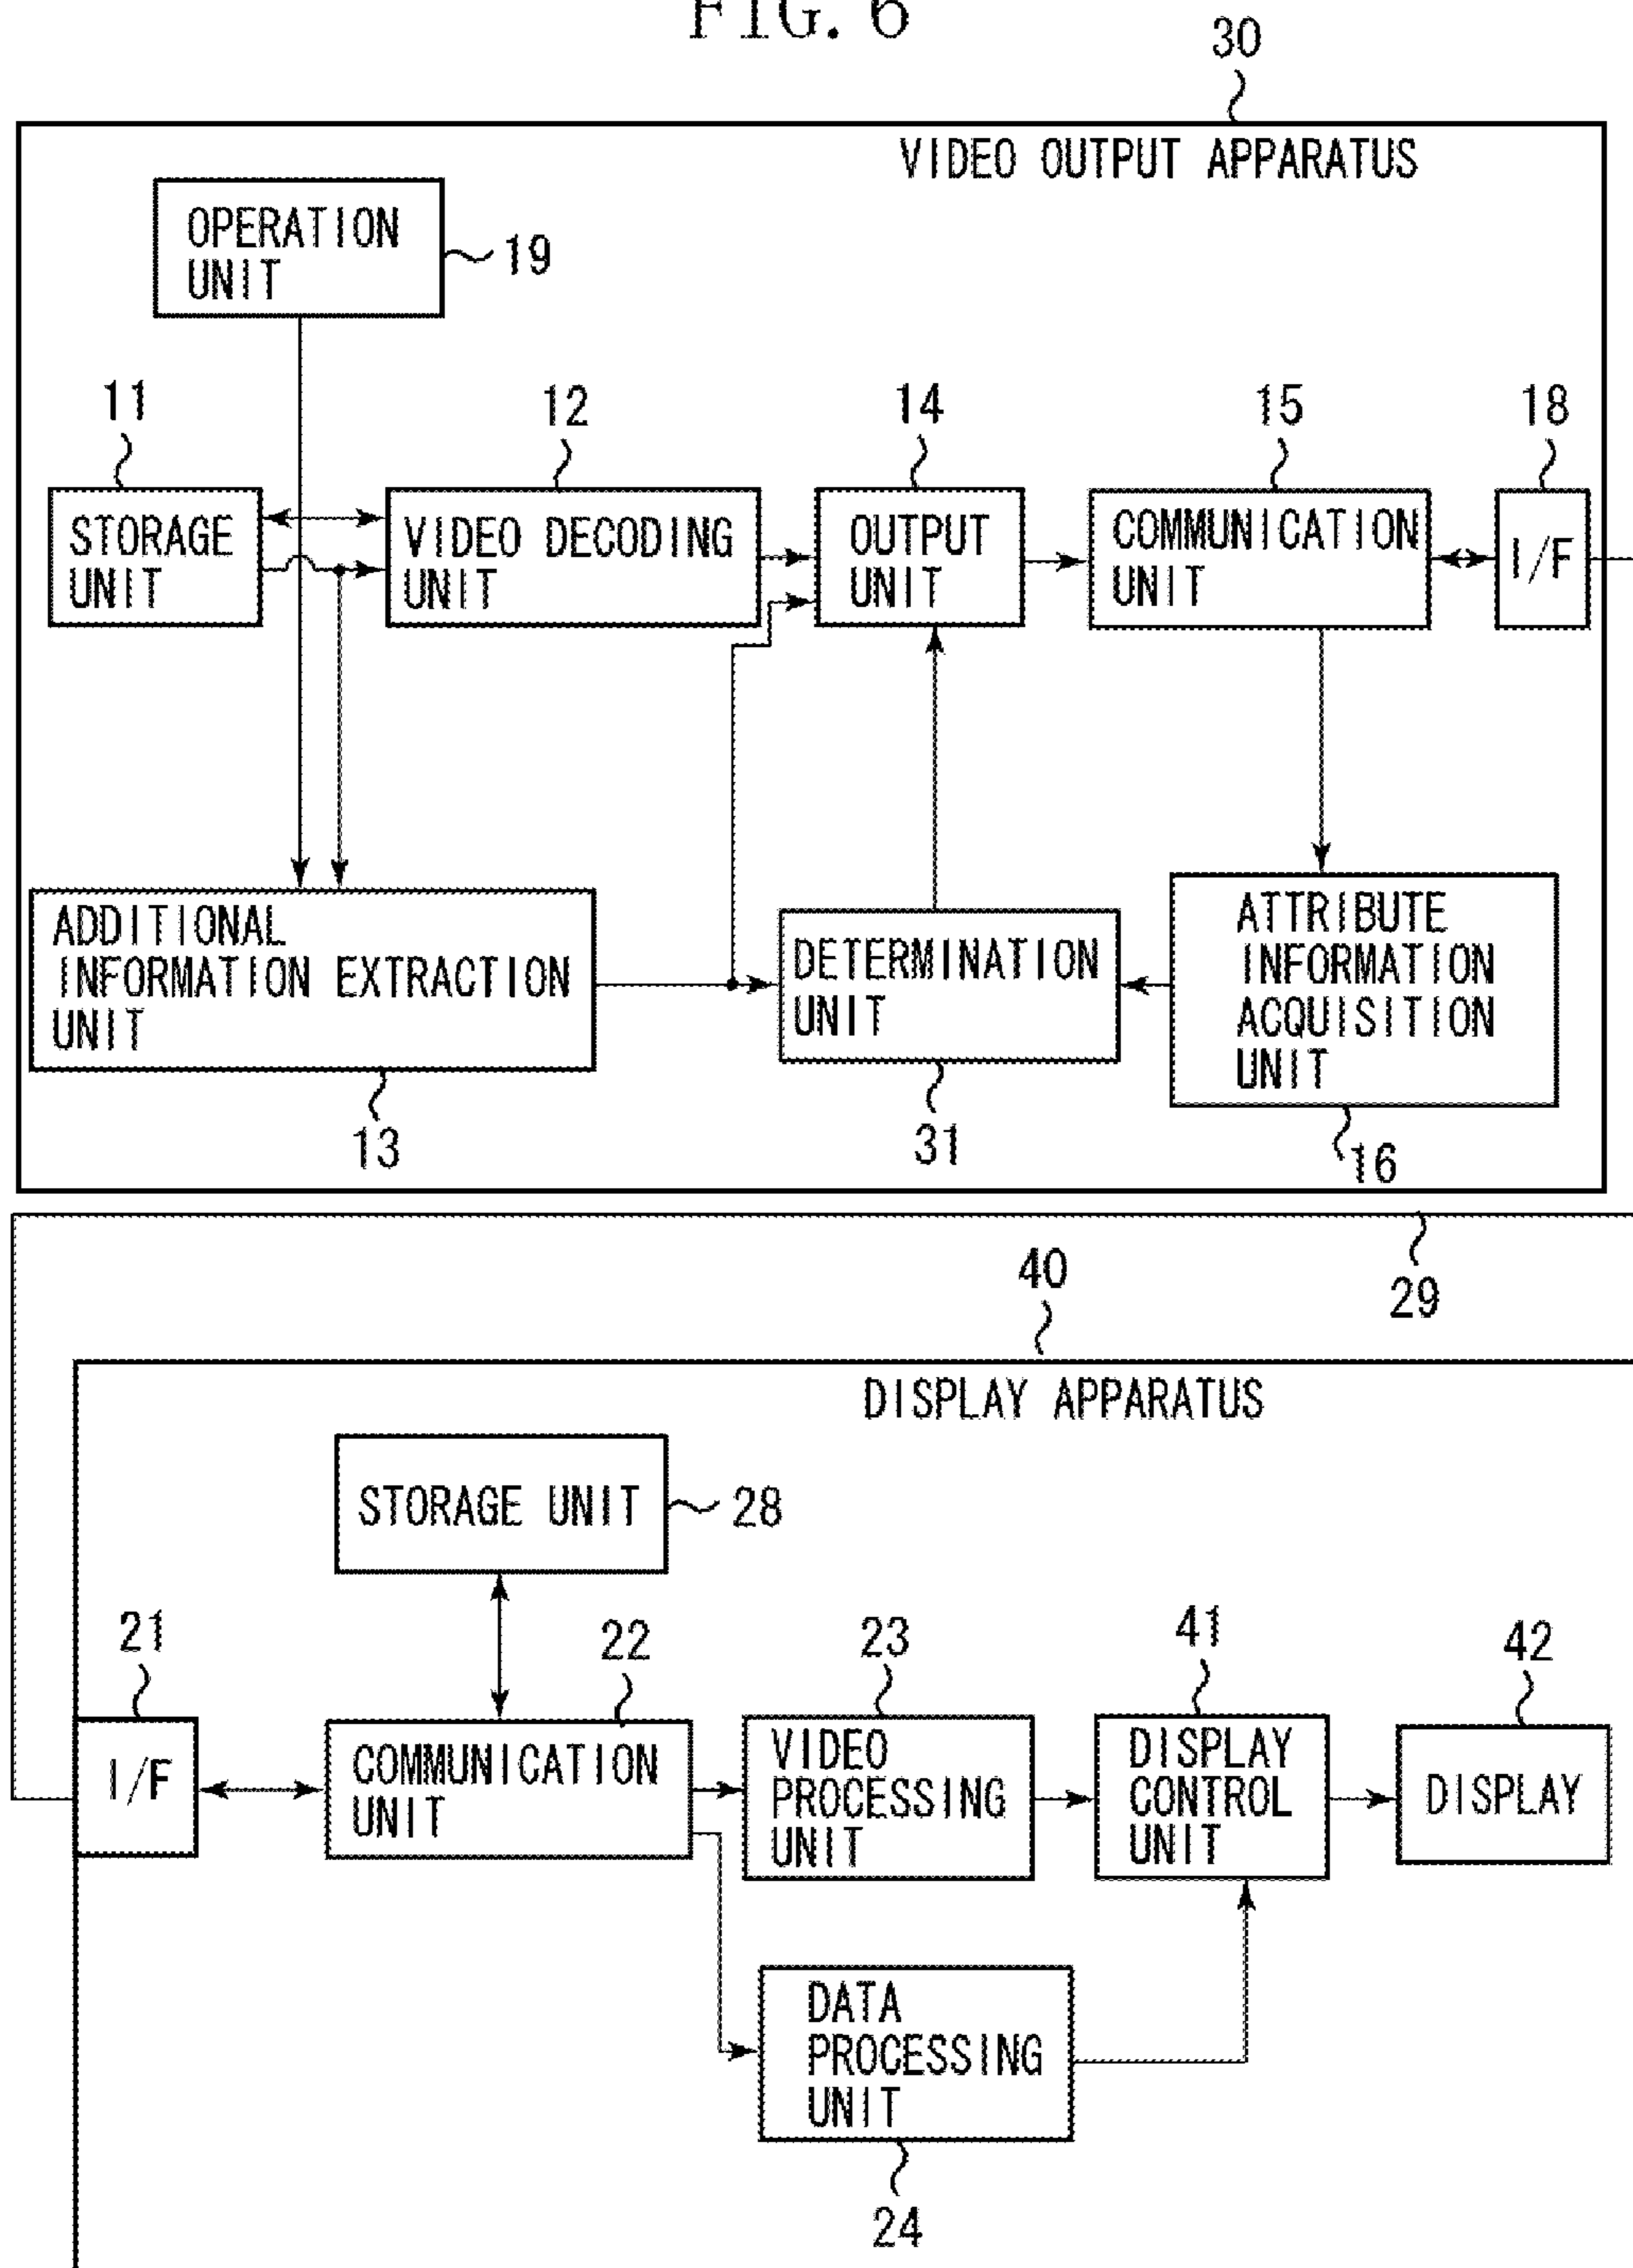 FIG. 6
30
VIDEO OUTPUT APPARATUS
OPERATION
UNIT
19
11
12
14
15
18
STORAGE
UNIT
VIDEO DECODING
UNIT
OUTPUT
UNIT
COMMUNICATION
UNIT
I/F
ADDITIONAL
INFORMATION EXTRACTION
UNIT
DETERMINATION
UNIT
ATTRIBUTE
INFORMATION
ACQUISITION
UNIT
13
31
16
29
40
DISPLAY APPARATUS
STORAGE UNIT
28
21
22
23
41
42
I/F
COMMUNICATION
UNIT
VIDEO
PROCESSING
UNIT
DISPLAY
CONTROL
UNIT
DISPLAY
DATA
PROCESSING
UNIT
24